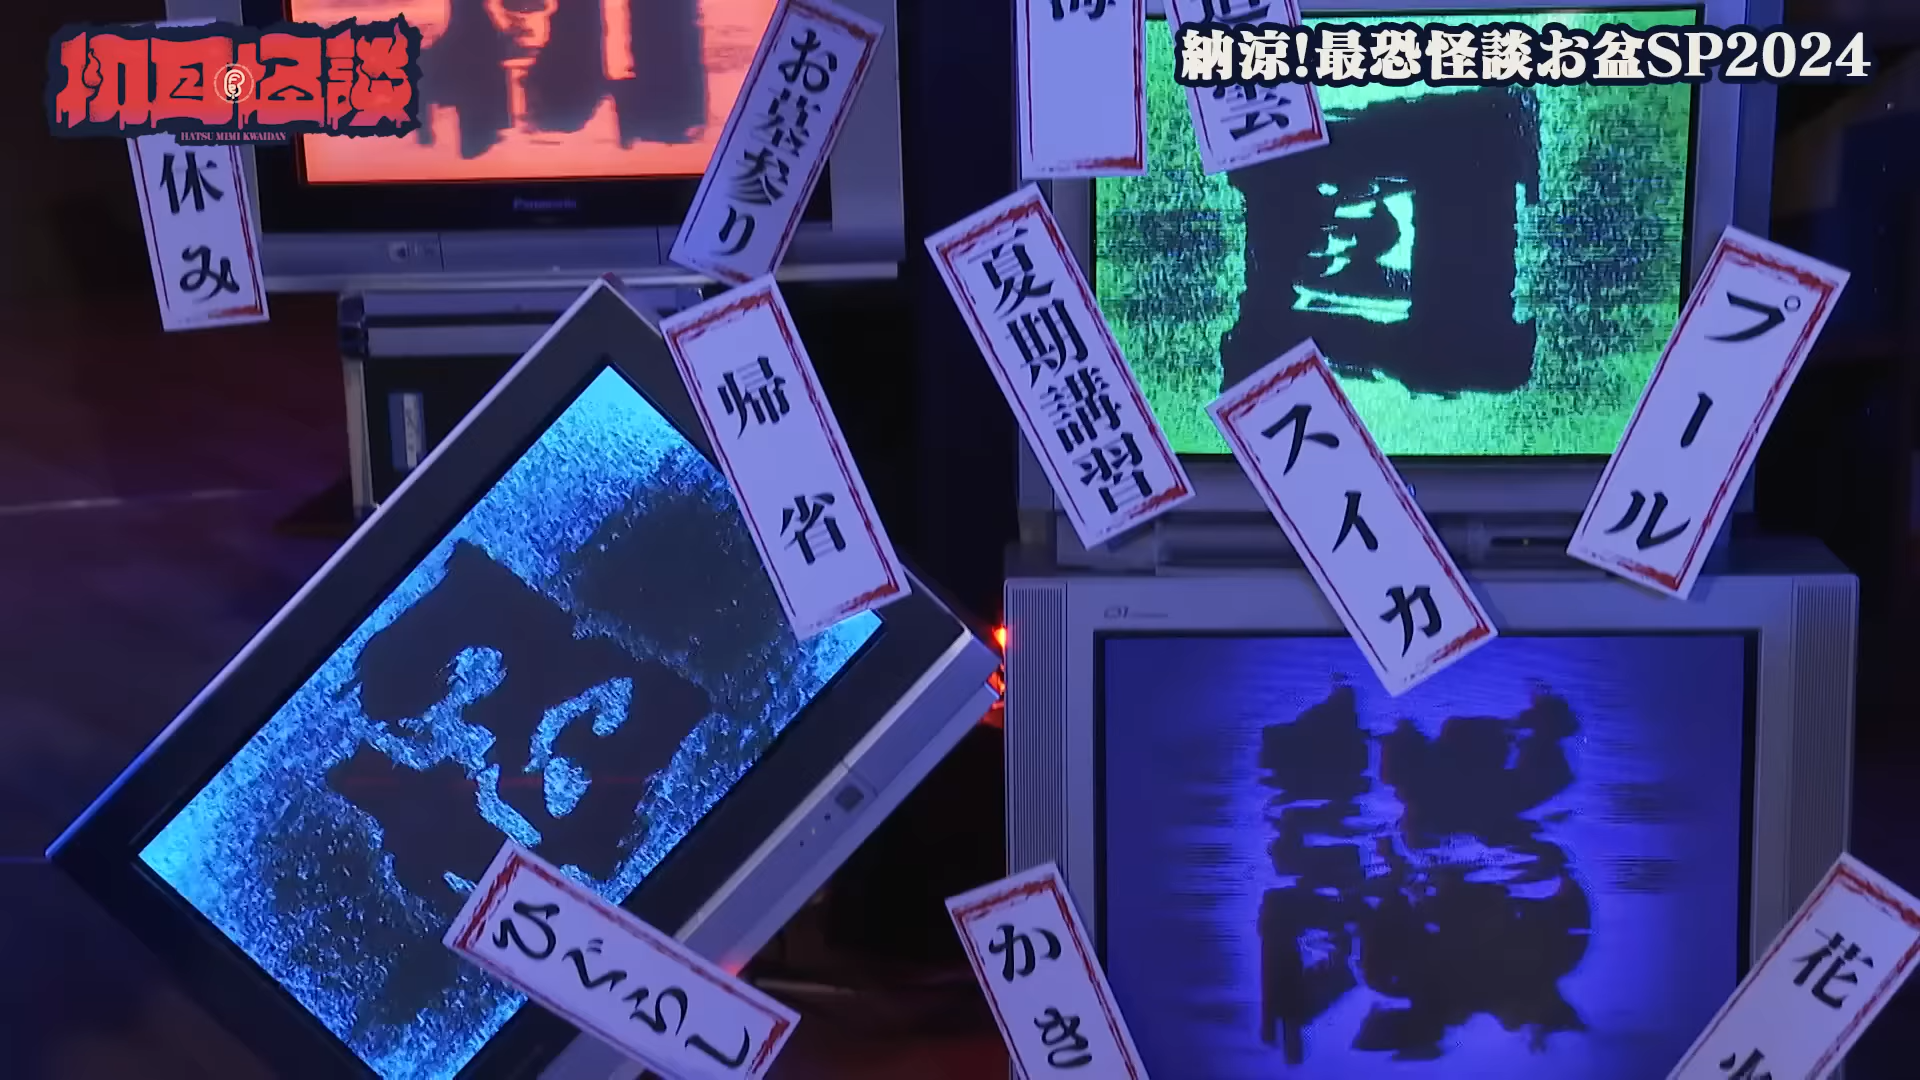 初耳怪談
HATSU MIMI KWAIDAN
納涼!最恐怪談お盆SP2024
休み
お墓参り
Panasonic
帰省
夏期講習
スイカ
プール
ひぐらし
かき
花